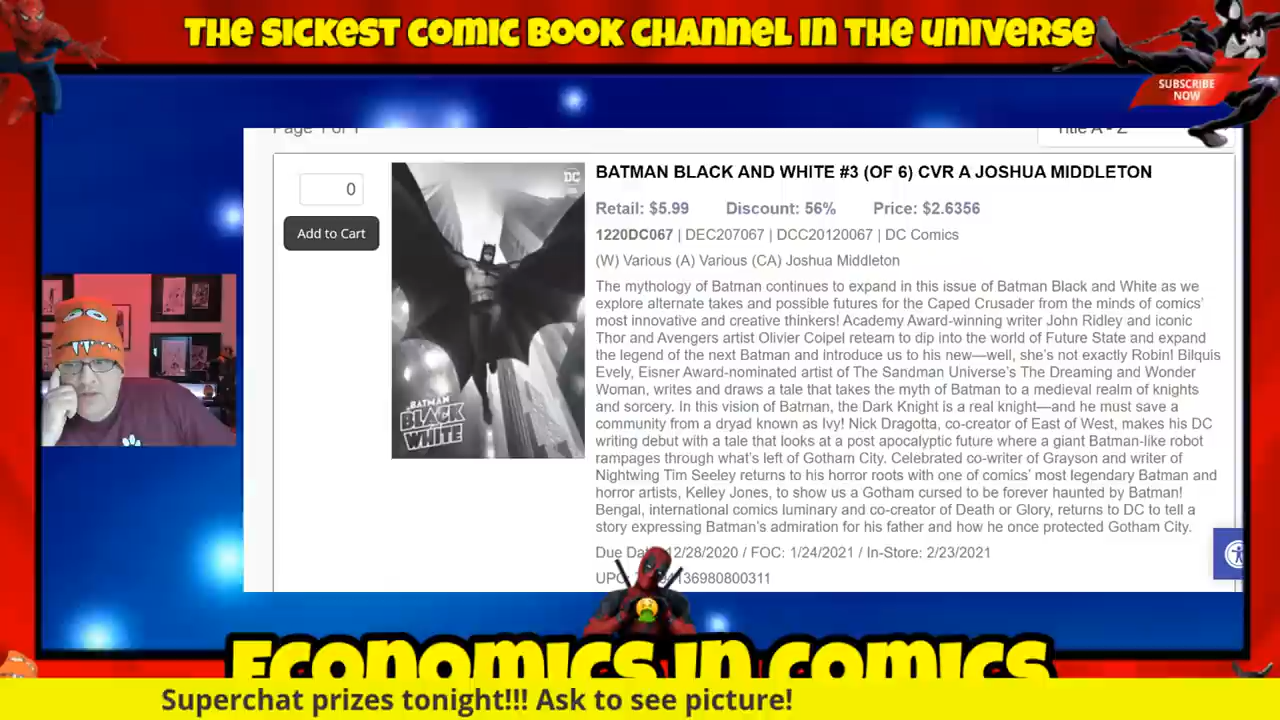 THE SICKEST COMIC BOOK CHANNEL IN THE UNIVERSE
SUBSCRIBE
NOW
Page 1 of 1
Title A - Z
0
Add to Cart
DC
BATMAN
BLACK
WHITE
BATMAN BLACK AND WHITE #3 (OF 6) CVR A JOSHUA MIDDLETON
Retail: $5.99 Discount: 56% Price: $2.6356
1220DC067 | DEC207067 | DCC20120067 | DC Comics
(W) Various (A) Various (CA) Joshua Middleton
The mythology of Batman continues to expand in this issue of Batman Black and White as we
explore alternate takes and possible futures for the Caped Crusader from the minds of comics’
most innovative and creative thinkers! Academy Award-winning writer John Ridley and iconic
Thor and Avengers artist Olivier Coipel reteam to dip into the world of Future State and expand
the legend of the next Batman and introduce us to his new—well, she’s not exactly Robin! Bilquis
Evely, Eisner Award-nominated artist of The Sandman Universe’s The Dreaming and Wonder
Woman, writes and draws a tale that takes the myth of Batman to a medieval realm of knights
and sorcery. In this vision of Batman, the Dark Knight is a real knight—and he must save a
community from a dryad known as Ivy! Nick Dragotta, co-creator of East of West, makes his DC
writing debut with a tale that looks at a post apocalyptic future where a giant Batman-like robot
rampages through what’s left of Gotham City. Celebrated co-writer of Grayson and writer of
Nightwing Tim Seeley returns to his horror roots with one of comics’ most legendary Batman and
horror artists, Kelley Jones, to show us a Gotham cursed to be forever haunted by Batman!
Bengal, international comics luminary and co-creator of Death or Glory, returns to DC to tell a
story expressing Batman’s admiration for his father and how he once protected Gotham City.
Due 12/28/2020 / FOC: 1/24/2021 / In-Store: 2/23/2021
UPC
ECONOMICS IN COMICS
Superchat prizes tonight!!! Ask to see picture!